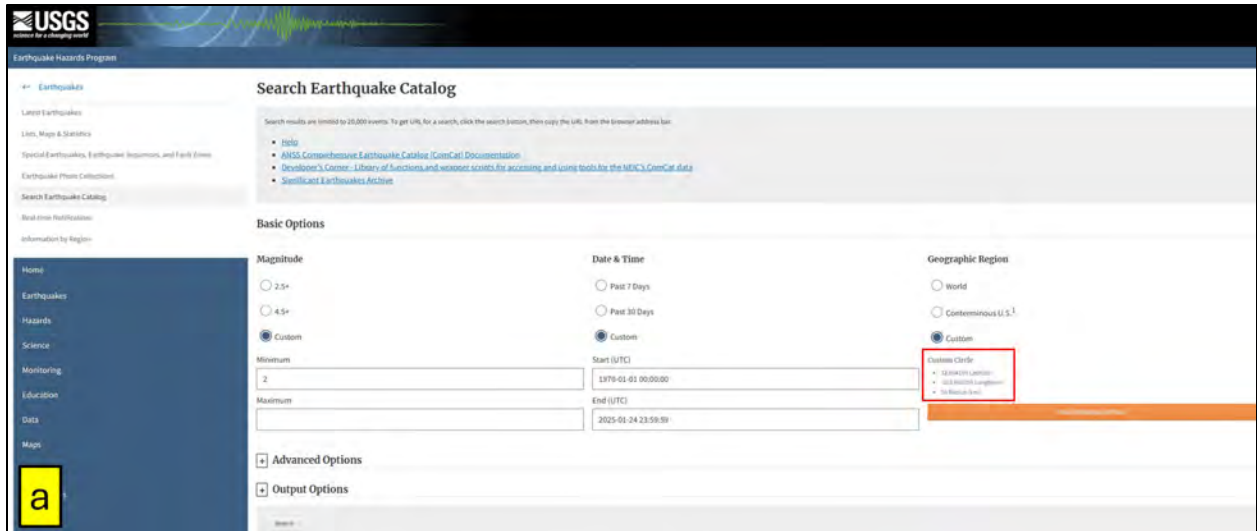 USGS
science for a changing world
Earthquake Hazards Program
Earthquakes
Latest Earthquakes
Lists, Maps & Statistics
Special Earthquakes, Earthquake Sequences, and Fault Zones
Earthquake Photo Collections
Search Earthquake Catalog
Real-time Notifications
Information by Region
Home
Earthquakes
Hazards
Science
Monitoring
Education
Data
Maps
a
Search Earthquake Catalog
Search results are limited to 20,000 events. To get URL for a search, click the search button, then copy the URL from the browser address bar.
Help
ANSS Comprehensive Earthquake Catalog (ComCat) Documentation
Developer's Corner - Library of functions and wrapper scripts for accessing and using tools for the NEIC's ComCat data
Significant Earthquakes Archive
Basic Options
Magnitude
2.5+
4.5+
Custom
Minimum
2
Maximum
Date & Time
Past 7 Days
Past 30 Days
Custom
Start (UTC)
1970-01-01 00:00:00
End (UTC)
2025-01-24 23:59:59
Geographic Region
World
Conterminous U.S.1
Custom
Custom Circle
Latitude
Longitude
Radius (km)
+ Advanced Options
+ Output Options
Search